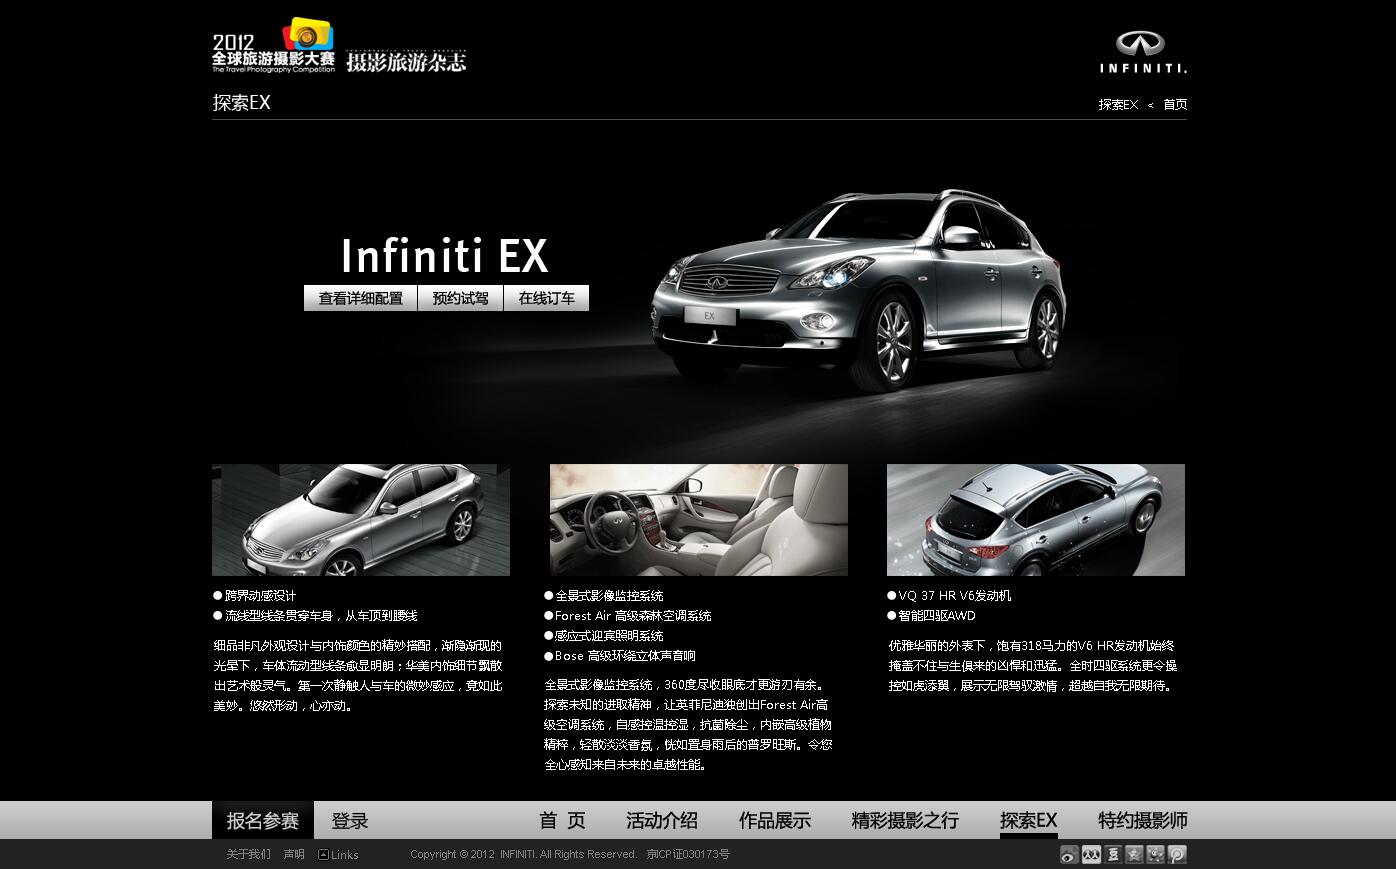 2012
全球旅游摄影大赛
The Travel Photography Competition
摄影旅游杂志
INFINITI.
探索EX
探索EX < 首页
Infiniti EX
查看详细配置 预约试驾 在线订车
EX
● 跨界动感设计
● 流线型线条贯穿车身，从车顶到腰线
细品非凡外观设计与内饰颜色的精妙搭配，渐隐渐现的
光晕下，车体流动型线条愈显明朗；华美内饰细节飘散
出艺术般灵气。第一次静触人与车的微妙感应，竟如此
美妙。悠然形动，心亦动。
● 全景式影像监控系统
● Forest Air 高级森林空调系统
● 感应式迎宾照明系统
● Bose 高级环绕立体声音响
全景式影像监控系统，360度尽收眼底才更游刃有余。
探索未知的进取精神，让英菲尼迪独创出Forest Air高
级空调系统，自感控温控湿，抗菌除尘，内嵌高级植物
精粹，轻散淡淡香氛，恍如置身雨后的普罗旺斯。令您
全心感知来自未来的卓越性能。
● VQ 37 HR V6发动机
● 智能四驱AWD
优雅华丽的外表下，饱有318马力的V6 HR发动机始终
掩盖不住与生俱来的凶悍和迅猛。全时四驱系统更令操
控如虎添翼，展示无限驾驭激情，超越自我无限期待。
报名参赛 登录 首 页 活动介绍 作品展示 精彩摄影之行 探索EX 特约摄影师
关于我们 声明 Links Copyright © 2012 INFINITI. All Rights Reserved. 京ICP证030173号
豆